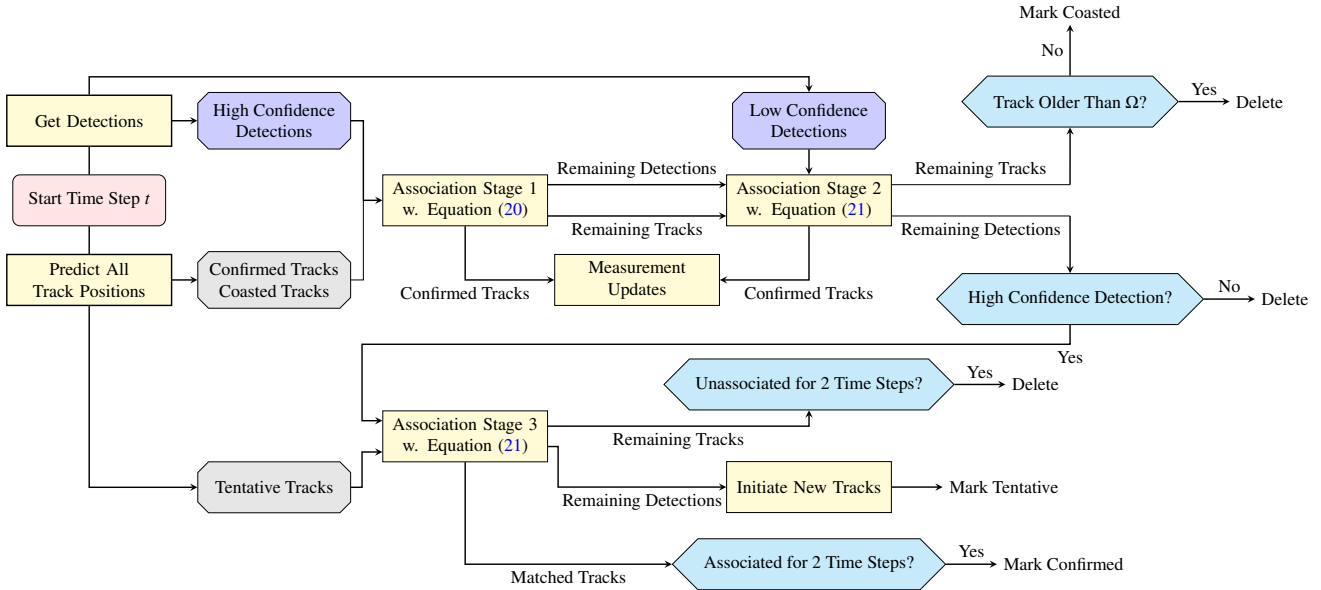 Mark Coasted
No
Get Detections
High Confidence
Detections
Low Confidence
Detections
Track Older Than Ω?
Yes
Delete
Start Time Step t
Association Stage 1
w. Equation (20)
Remaining Detections
Remaining Tracks
Association Stage 2
w. Equation (21)
Remaining Tracks
Remaining Detections
Predict All
Track Positions
Confirmed Tracks
Coasted Tracks
Confirmed Tracks
Measurement
Updates
Confirmed Tracks
High Confidence Detection?
No
Delete
Yes
Unassociated for 2 Time Steps?
Yes
Delete
Association Stage 3
w. Equation (21)
Remaining Tracks
Tentative Tracks
Remaining Detections
Initiate New Tracks
Mark Tentative
Matched Tracks
Associated for 2 Time Steps?
Yes
Mark Confirmed